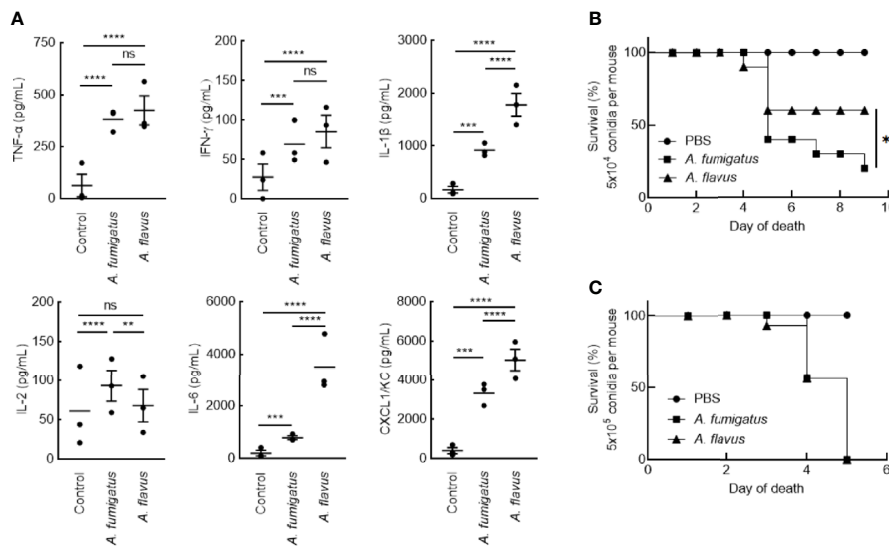 A
B
C
TNF-α (pg/mL)
750
500
250
0
****
ns
****
Control
A. fumigatus
A. flavus
IFN-γ (pg/mL)
200
150
100
50
0
****
***
ns
Control
A. fumigatus
A. flavus
IL-1β (pg/mL)
3000
2000
1000
0
****
****
***
Control
A. fumigatus
A. flavus
IL-2 (pg/mL)
200
150
100
50
0
ns
****
**
Control
A. fumigatus
A. flavus
IL-6 (pg/mL)
6000
4000
2000
0
****
****
***
Control
A. fumigatus
A. flavus
CXCL1/KC (pg/mL)
8000
6000
4000
2000
0
****
****
***
Control
A. fumigatus
A. flavus
Survival (%)
5x10⁴ conidia per mouse
100
50
0
PBS
A. fumigatus
A. flavus
*
0 2 4 6 8 10
Day of death
Survival (%)
5x10⁵ conidia per mouse
100
50
0
PBS
A. fumigatus
A. flavus
0 2 4 6
Day of death